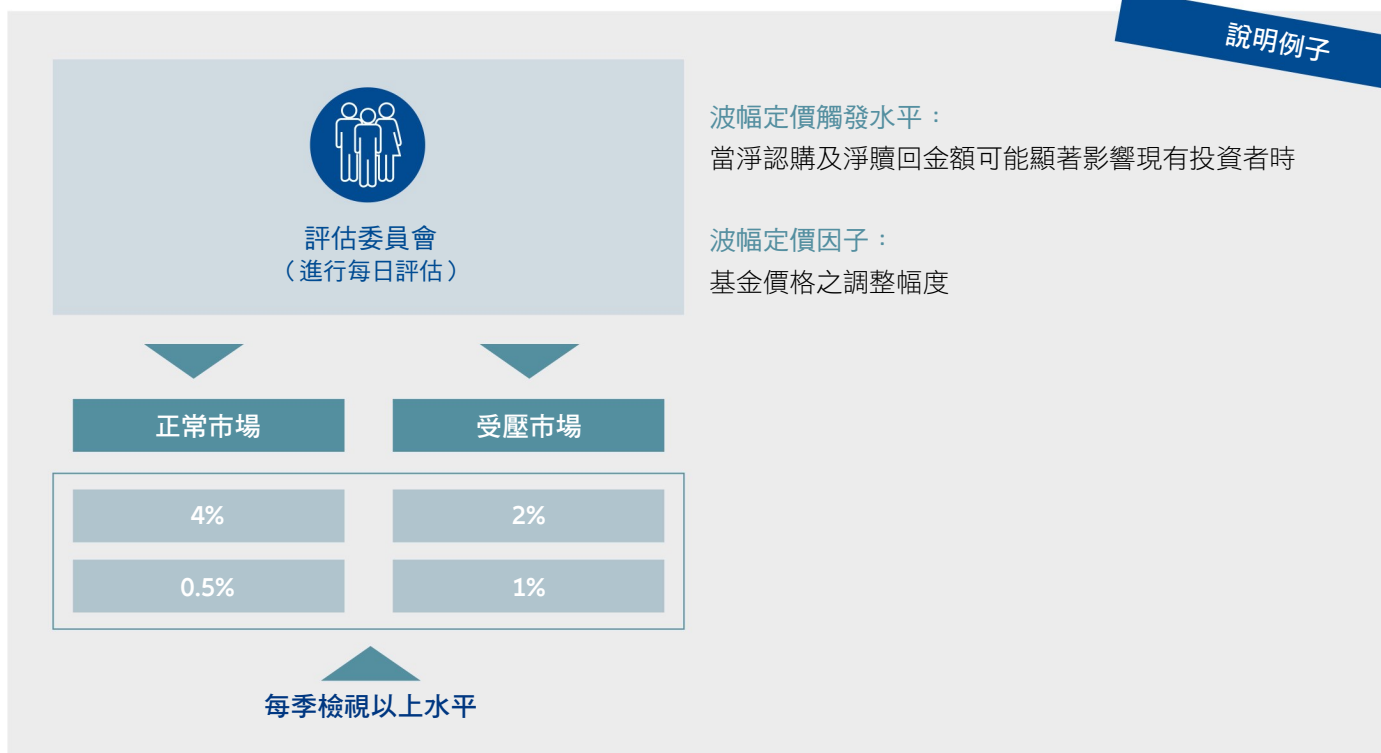 說明例子
評估委員會
（進行每日評估）
波幅定價觸發水平：
當淨認購及淨贖回金額可能顯著影響現有投資者時
波幅定價因子：
基金價格之調整幅度
正常市場
受壓市場
4%
2%
0.5%
1%
每季檢視以上水平